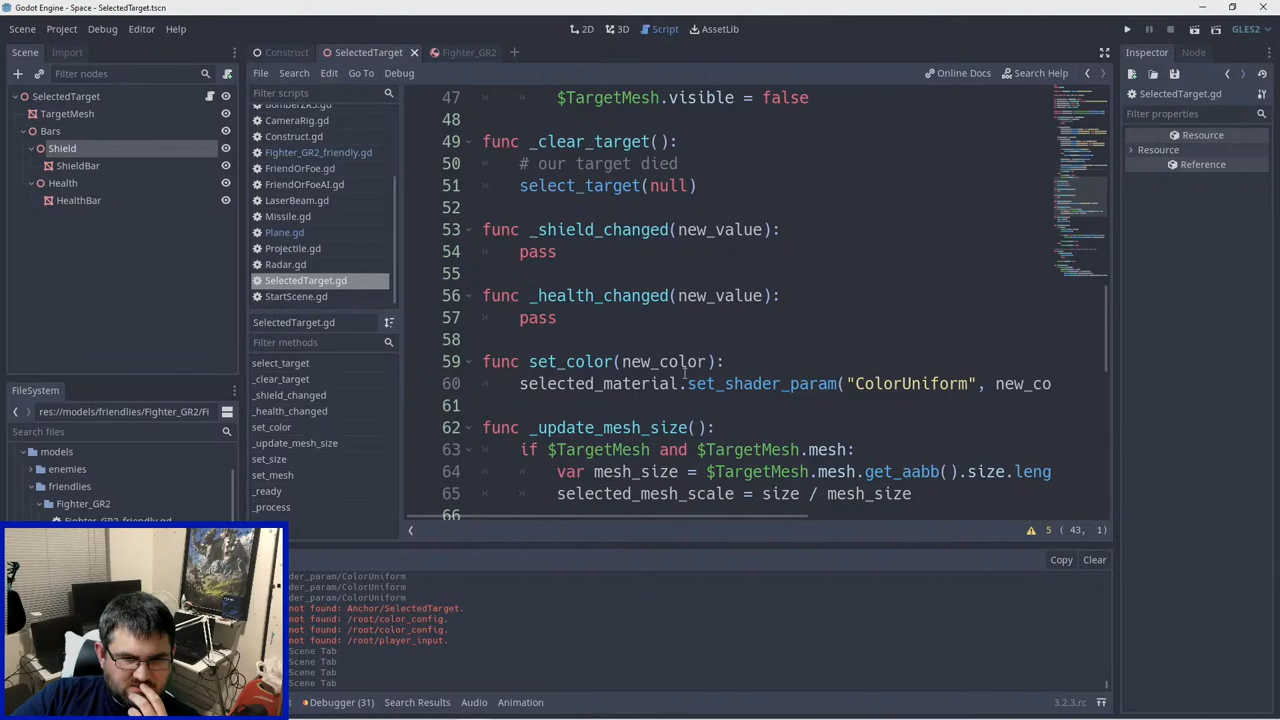 Godot Engine - Space - SelectedTarget.tscn
Scene Project Debug Editor Help
2D 3D Script AssetLib
GLES2
Scene Import
Filter nodes
SelectedTarget
TargetMesh
Bars
Shield
ShieldBar
Health
HealthBar
FileSystem
res://models/friendlies/Fighter_GR2/Fi
Search files
models
enemies
friendlies
Fighter_GR2
Fighter_GR2_friendly.gd
Construct SelectedTarget Fighter_GR2
File Search Edit Go To Debug
Online Docs Search Help
Filter scripts
BomberZR3.gd
CameraRig.gd
Construct.gd
Fighter_GR2_friendly.gd
FriendOrFoe.gd
FriendOrFoeAI.gd
LaserBeam.gd
Missile.gd
Plane.gd
Projectile.gd
Radar.gd
SelectedTarget.gd
StartScene.gd
SelectedTarget.gd
Filter methods
select_target
_clear_target
_shield_changed
_health_changed
set_color
_update_mesh_size
set_size
set_mesh
_ready
_process
47 $TargetMesh.visible = false
48
49 func _clear_target():
50 # our target died
51 select_target(null)
52
53 func _shield_changed(new_value):
54 pass
55
56 func _health_changed(new_value):
57 pass
58
59 func set_color(new_color):
60 selected_material.set_shader_param("ColorUniform", new_co
61
62 func _update_mesh_size():
63 if $TargetMesh and $TargetMesh.mesh:
64 var mesh_size = $TargetMesh.mesh.get_aabb().size.leng
65 selected_mesh_scale = size / mesh_size
66
5 ( 43, 1)
Copy Clear
der_param/ColorUniform
der_param/ColorUniform
der_param/ColorUniform
not found: Anchor/SelectedTarget.
not found: /root/color_config.
not found: /root/color_config.
not found: /root/player_input.
Scene Tab
Scene Tab
Scene Tab
Debugger (31) Search Results Audio Animation
3.2.3.rc
Inspector Node
SelectedTarget.gd
Filter properties
Resource
Resource
Reference